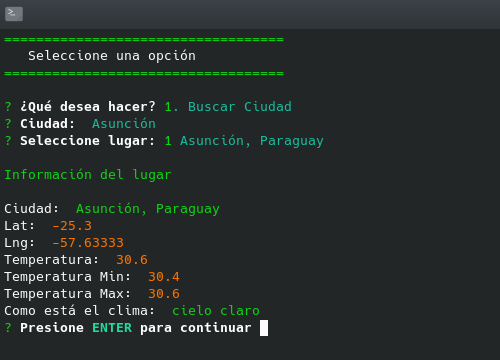 ===================================
Seleccione una opción
===================================
? ¿Qué desea hacer? 1. Buscar Ciudad
? Ciudad: Asunción
? Seleccione lugar: 1 Asunción, Paraguay
Información del lugar
Ciudad: Asunción, Paraguay
Lat: -25.3
Lng: -57.63333
Temperatura: 30.6
Temperatura Min: 30.4
Temperatura Max: 30.6
Como está el clima: cielo claro
? Presione ENTER para continuar